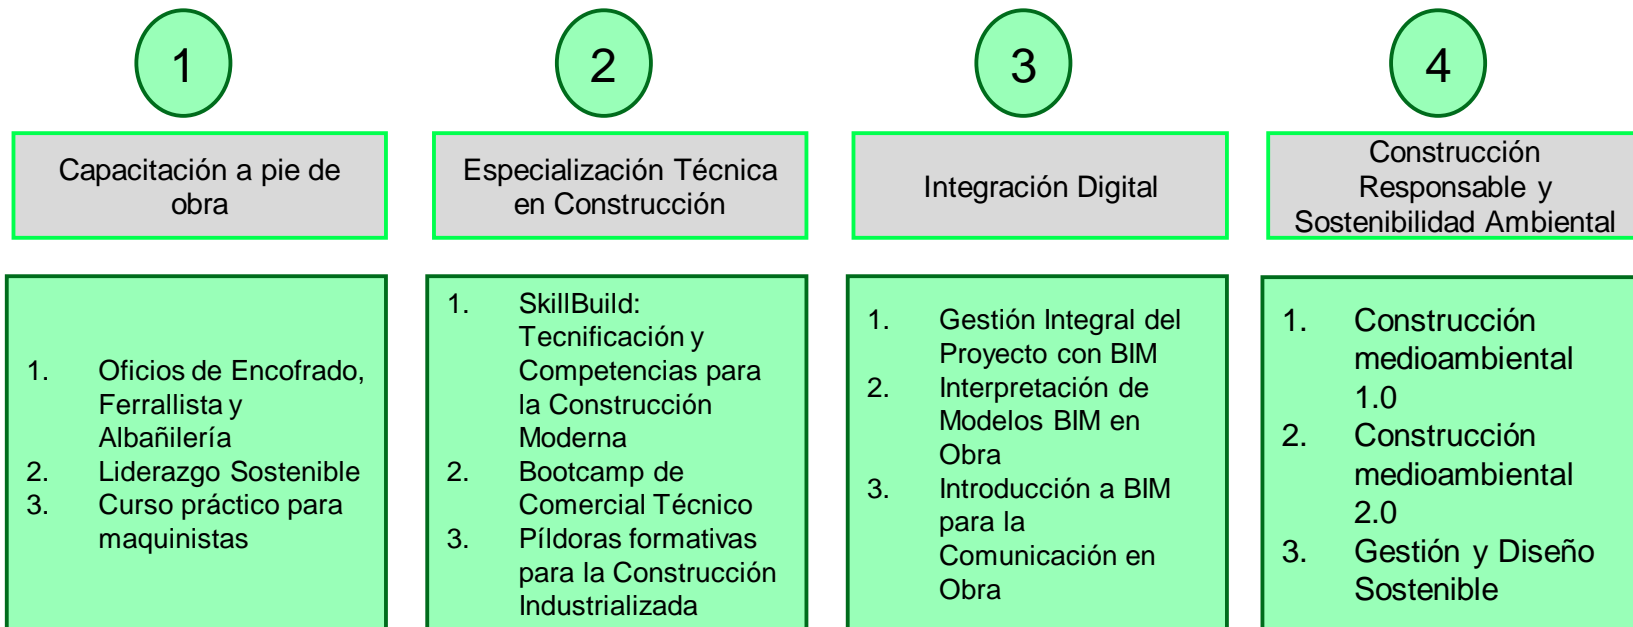 1
Capacitación a pie de
obra
1. Oficios de Encofrado,
Ferrallista y
Albañilería
2. Liderazgo Sostenible
3. Curso práctico para
maquinistas
2
Especialización Técnica
en Construcción
1. SkillBuild:
Tecnificación y
Competencias para
la Construcción
Moderna
2. Bootcamp de
Comercial Técnico
3. Píldoras formativas
para la Construcción
Industrializada
3
Integración Digital
1. Gestión Integral del
Proyecto con BIM
2. Interpretación de
Modelos BIM en
Obra
3. Introducción a BIM
para la
Comunicación en
Obra
4
Construcción
Responsable y
Sostenibilidad Ambiental
1. Construcción
medioambiental
1.0
2. Construcción
medioambiental
2.0
3. Gestión y Diseño
Sostenible